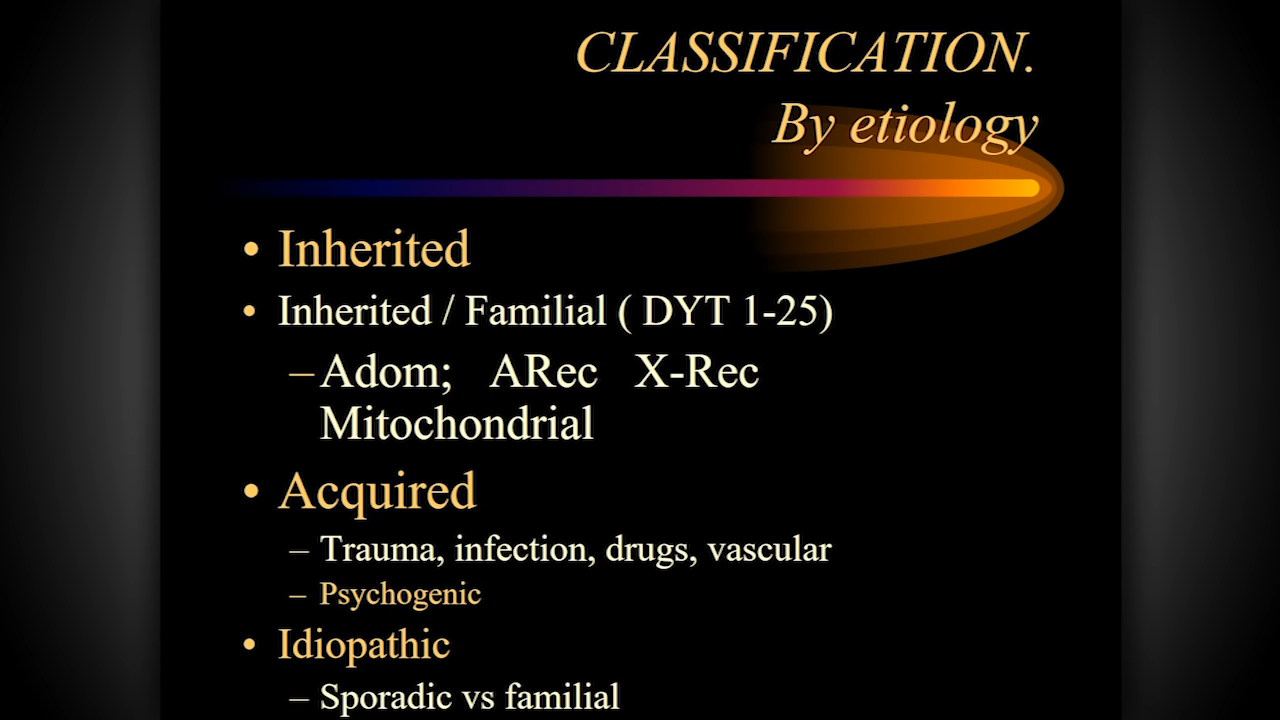 CLASSIFICATION.
By etiology
• Inherited
• Inherited / Familial ( DYT 1-25)
– Adom; ARec X-Rec
Mitochondrial
• Acquired
– Trauma, infection, drugs, vascular
– Psychogenic
• Idiopathic
– Sporadic vs familial